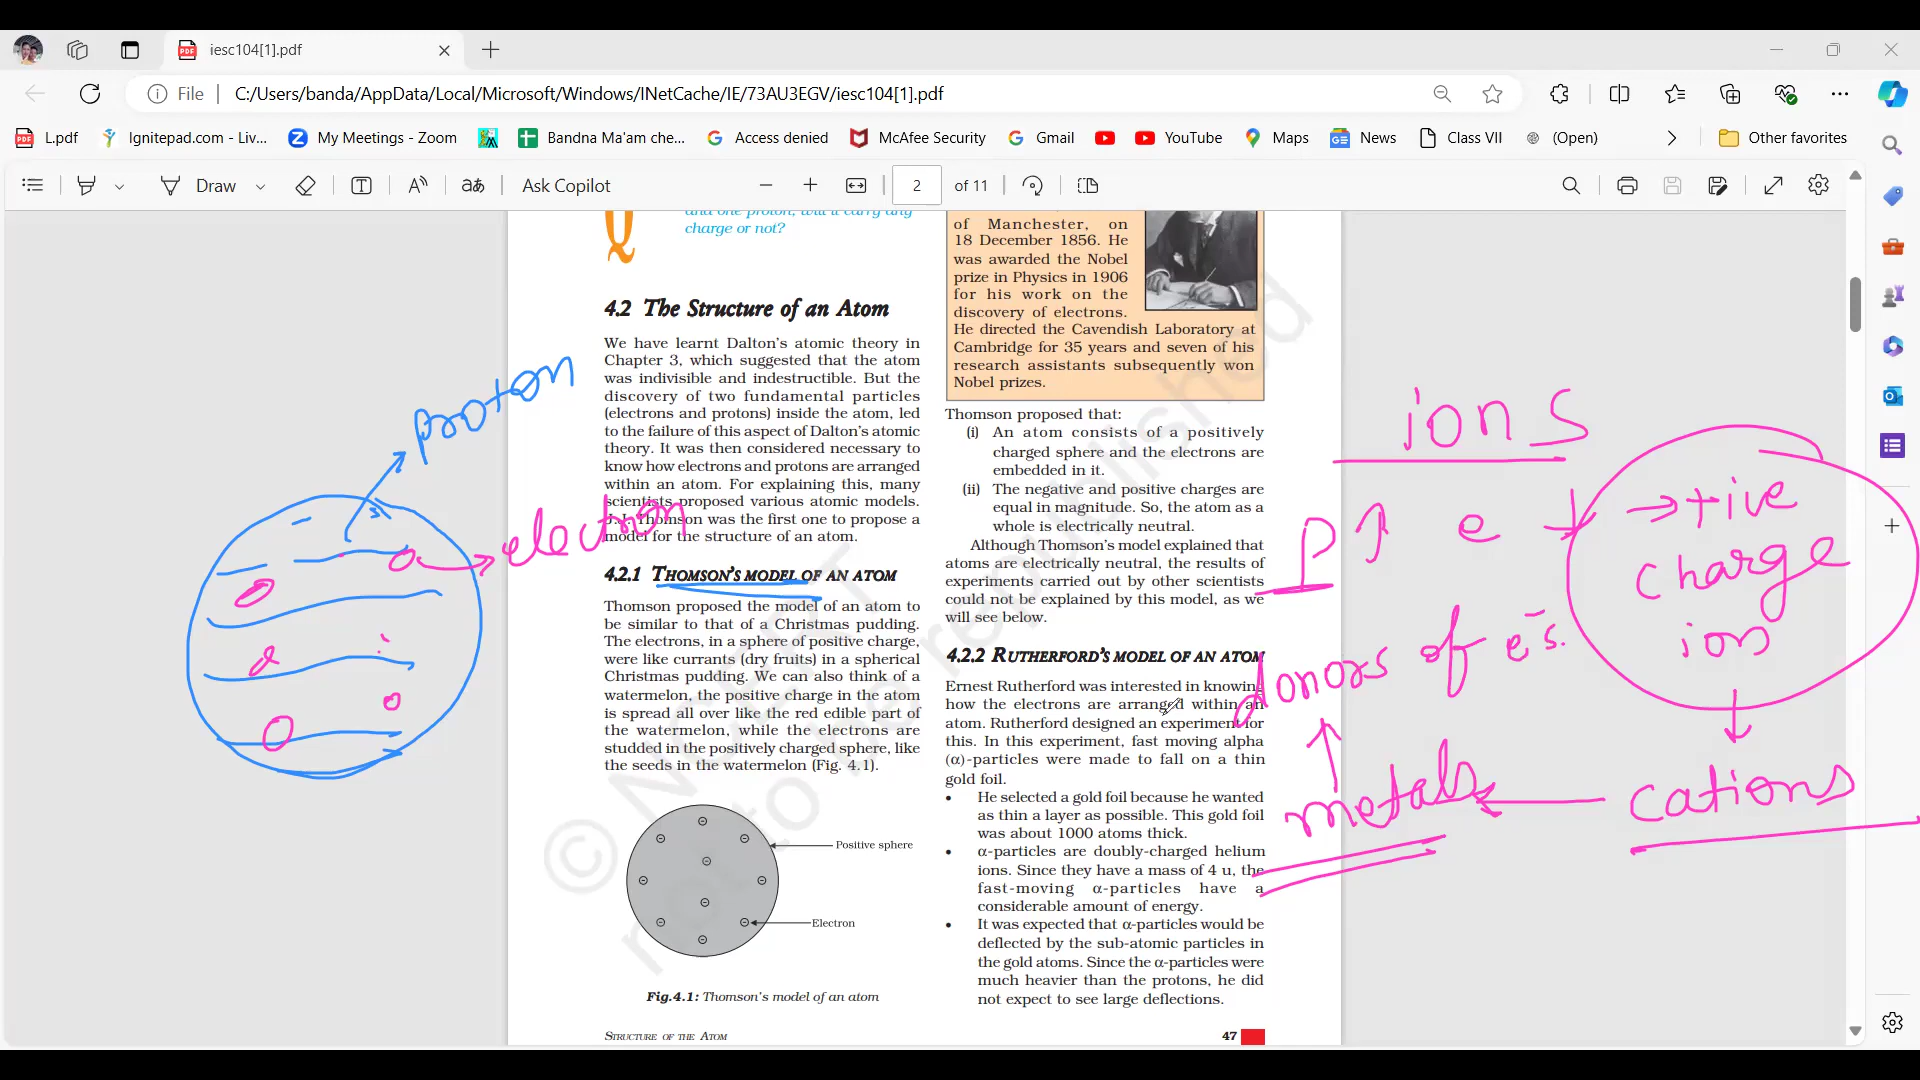 iesc104[1].pdf
File
C:/Users/banda/AppData/Local/Microsoft/Windows/INetCache/IE/73AU3EGV/iesc104[1].pdf
L.pdf
Ignitepad.com - Liv...
My Meetings - Zoom
Bandna Ma'am che...
Access denied
McAfee Security
Gmail
YouTube
Maps
News
Class VII
(Open)
Other favorites
Draw
Ask Copilot
2
of 11
and one proton, will it carry any
charge or not?
Q
4.2 The Structure of an Atom
We have learnt Dalton's atomic theory in
Chapter 3, which suggested that the atom
was indivisible and indestructible. But the
discovery of two fundamental particles
(electrons and protons) inside the atom, led
to the failure of this aspect of Dalton's atomic
theory. It was then considered necessary to
know how electrons and protons are arranged
within an atom. For explaining this, many
scientists proposed various atomic models.
J.J. Thomson was the first one to propose a
model for the structure of an atom.
4.2.1 THOMSON'S MODEL OF AN ATOM
Thomson proposed the model of an atom to
be similar to that of a Christmas pudding.
The electrons, in a sphere of positive charge,
were like currants (dry fruits) in a spherical
Christmas pudding. We can also think of a
watermelon, the positive charge in the atom
is spread all over like the red edible part of
the watermelon, while the electrons are
studded in the positively charged sphere, like
the seeds in the watermelon (Fig. 4.1).
Positive sphere
Electron
Fig.4.1: Thomson's model of an atom
STRUCTURE OF THE ATOM
of Manchester, on
18 December 1856. He
was awarded the Nobel
prize in Physics in 1906
for his work on the
discovery of electrons.
He directed the Cavendish Laboratory at
Cambridge for 35 years and seven of his
research assistants subsequently won
Nobel prizes.
Thomson proposed that:
(i) An atom consists of a positively
charged sphere and the electrons are
embedded in it.
(ii) The negative and positive charges are
equal in magnitude. So, the atom as a
whole is electrically neutral.
Although Thomson's model explained that
atoms are electrically neutral, the results of
experiments carried out by other scientists
could not be explained by this model, as we
will see below.
4.2.2 RUTHERFORD'S MODEL OF AN ATOM
Ernest Rutherford was interested in knowing
how the electrons are arranged within an
atom. Rutherford designed an experiment for
this. In this experiment, fast moving alpha
(α)-particles were made to fall on a thin
gold foil.
• He selected a gold foil because he wanted
as thin a layer as possible. This gold foil
was about 1000 atoms thick.
• α-particles are doubly-charged helium
ions. Since they have a mass of 4 u, the
fast-moving α-particles have a
considerable amount of energy.
• It was expected that α-particles would be
deflected by the sub-atomic particles in
the gold atoms. Since the α-particles were
much heavier than the protons, he did
not expect to see large deflections.
47
© NCERT
not to be republished
proton
electron
ions
P↑ e ↓ → +ive
charge
ion
donors of e⁻s.
metals ← cations